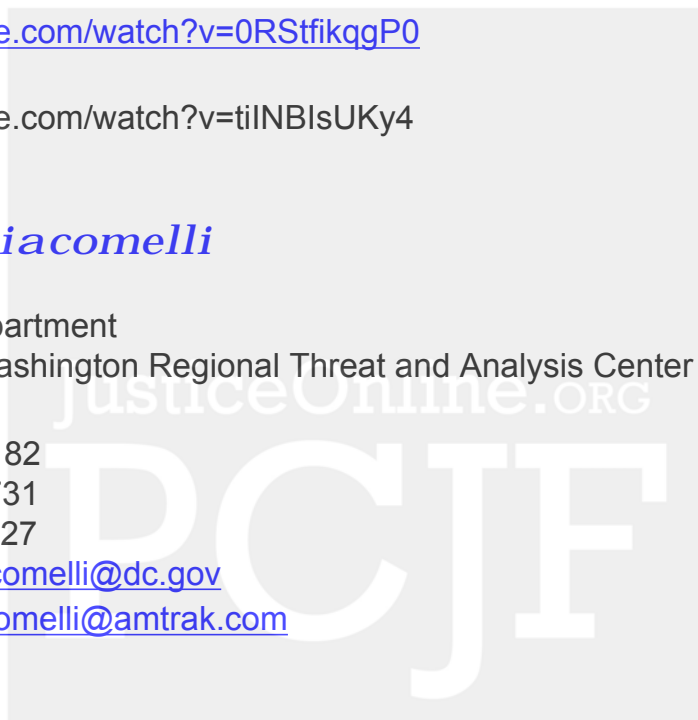 e.com/watch?v=0RStfikqgP0
e.com/watch?v=tiINBIsUKy4
iacomelli
partment
ashington Regional Threat and Analysis Center
JusticeOnline.ORG
82
731
27
PCJF
comelli@dc.gov
omelli@amtrak.com